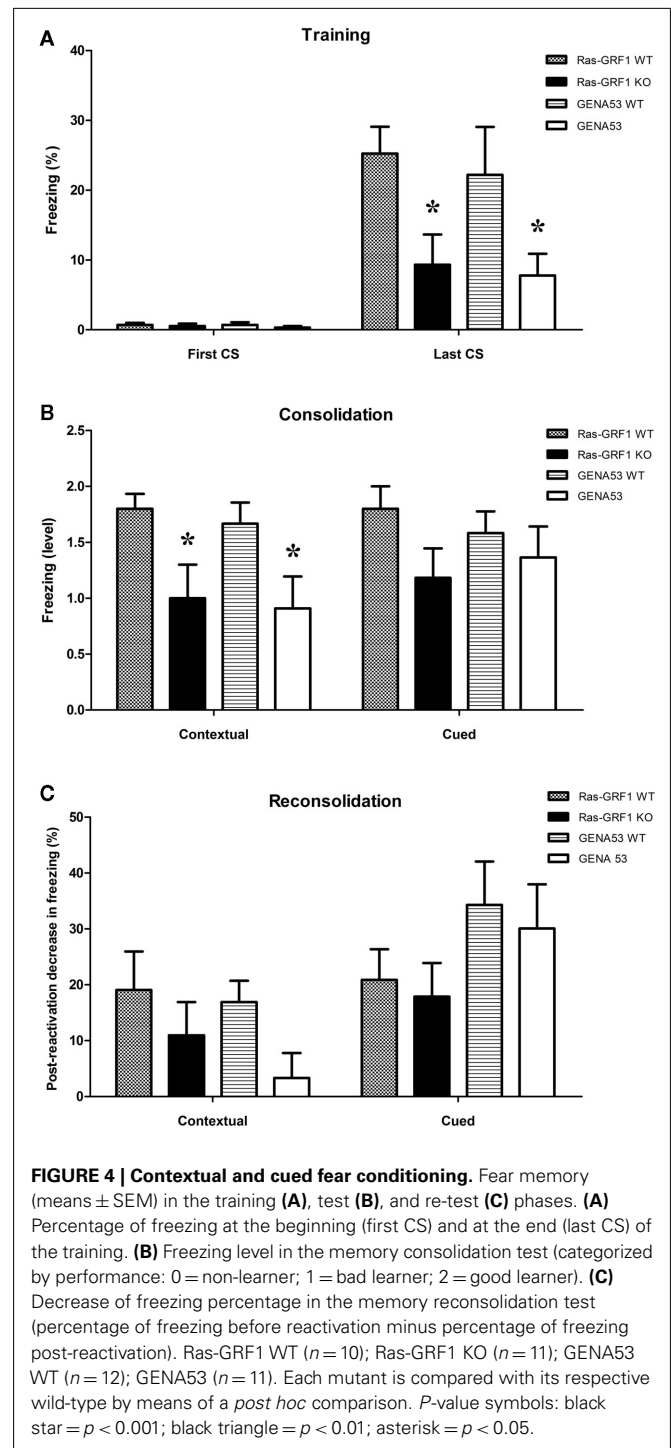 A
Training
Freezing (%)
40
30
20
10
0
Ras-GRF1 WT
Ras-GRF1 KO
GENA53 WT
GENA53
*
*
First CS
Last CS
B
Consolidation
Freezing (level)
2.5
2.0
1.5
1.0
0.5
0.0
Ras-GRF1 WT
Ras-GRF1 KO
GENA53 WT
GENA53
*
*
Contextual
Cued
C
Reconsolidation
Post-reactivation decrease in freezing (%)
50
40
30
20
10
0
Ras-GRF1 WT
Ras-GRF1 KO
GENA53 WT
GENA 53
Contextual
Cued
FIGURE 4 | Contextual and cued fear conditioning. Fear memory
(means ± SEM) in the training (A), test (B), and re-test (C) phases. (A)
Percentage of freezing at the beginning (first CS) and at the end (last CS) of
the training. (B) Freezing level in the memory consolidation test (categorized
by performance: 0 = non-learner; 1 = bad learner; 2 = good learner). (C)
Decrease of freezing percentage in the memory reconsolidation test
(percentage of freezing before reactivation minus percentage of freezing
post-reactivation). Ras-GRF1 WT (n = 10); Ras-GRF1 KO (n = 11); GENA53
WT (n = 12); GENA53 (n = 11). Each mutant is compared with its respective
wild-type by means of a post hoc comparison. P-value symbols: black
star = p < 0.001; black triangle = p < 0.01; asterisk = p < 0.05.